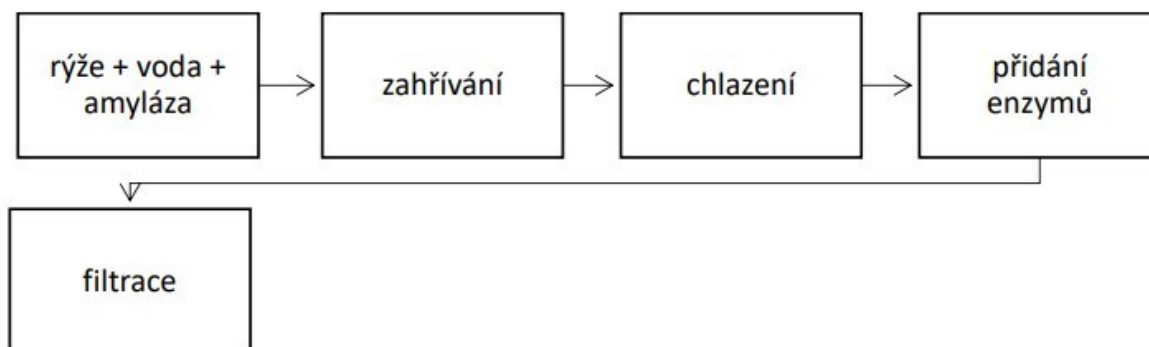 rýže + voda +
amyláza
zahřívání
chlazení
přidání
enzymů
filtrace